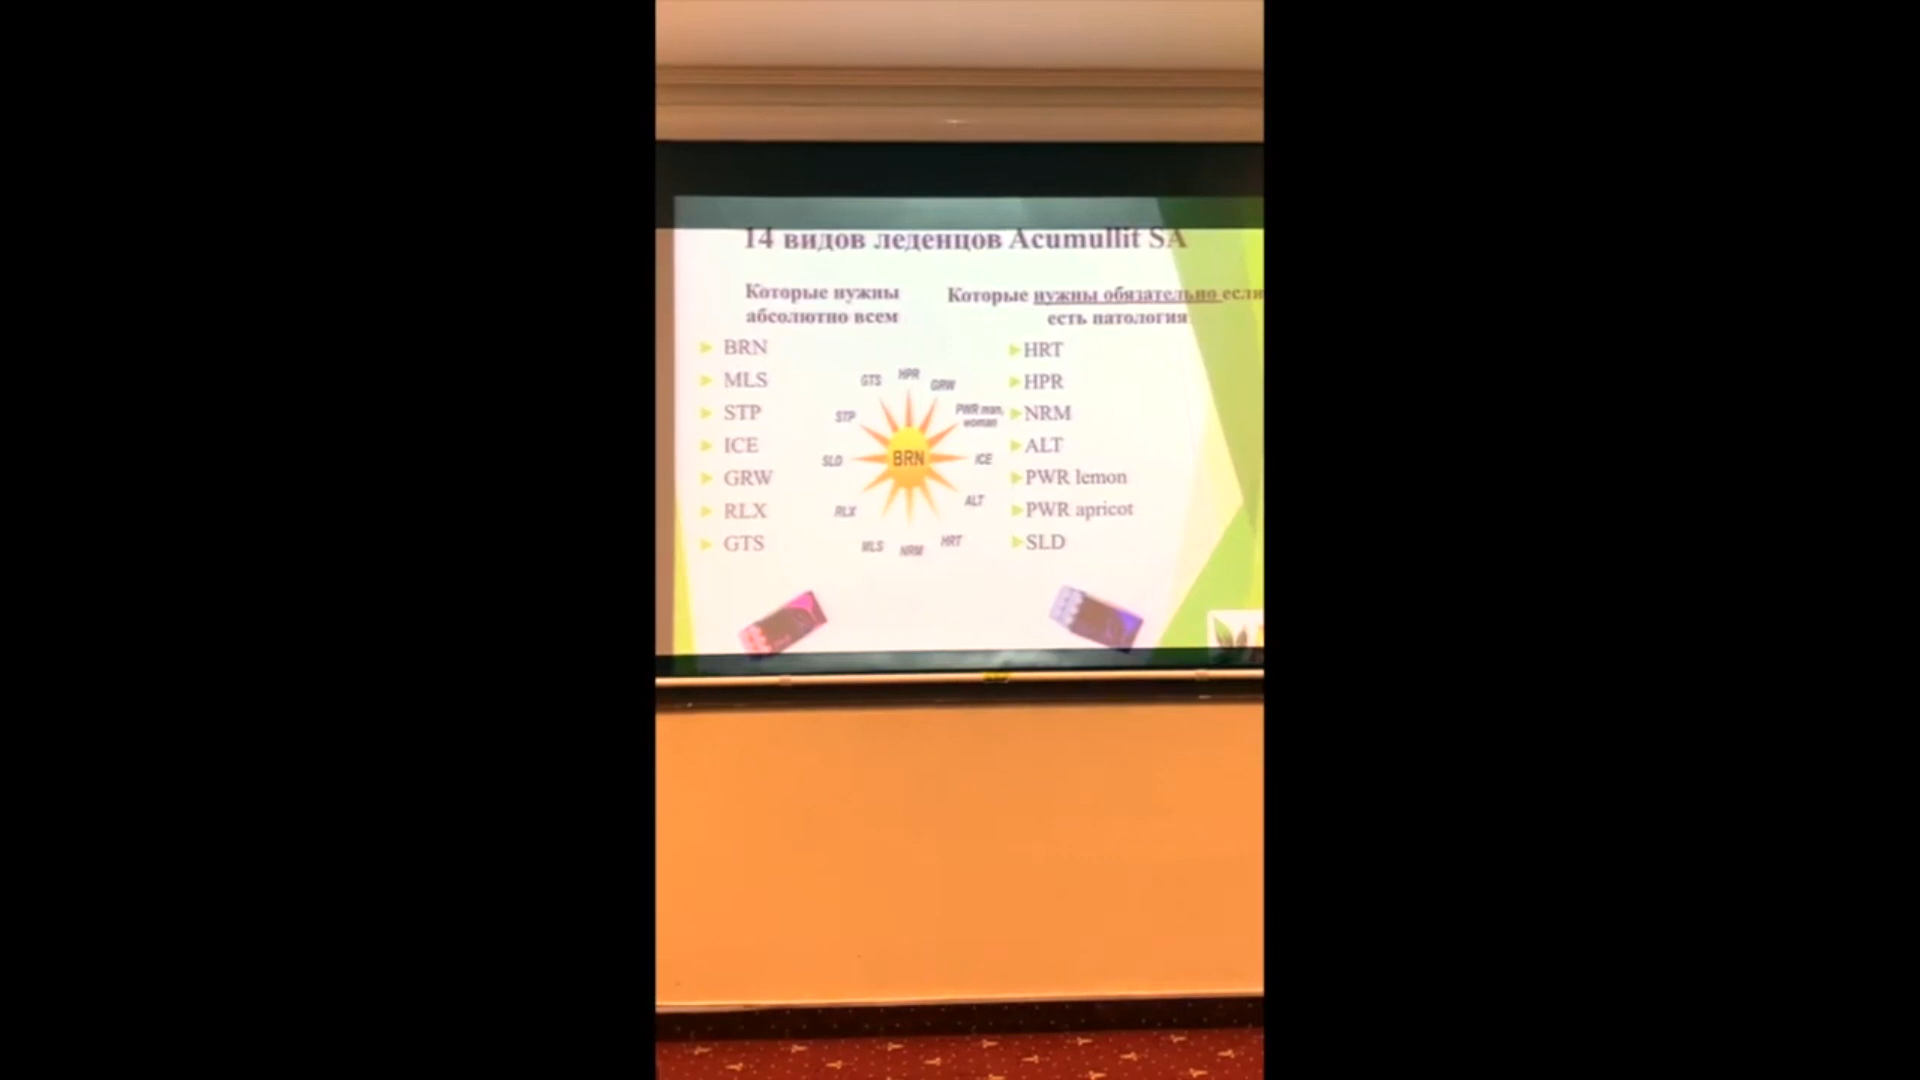 14 видов леденцов Acumullit SA
Которые нужны
абсолютно всем
BRN
MLS
STP
ICE
GRW
RLX
GTS
Которые нужны обязательно если
есть патология
HRT
HPR
NRM
ALT
PWR lemon
PWR apricot
SLD
HPR
GTS
GRW
STP
PWR man,
woman
SLD
BRN
ICE
ALT
RLX
HRT
MLS
NRM